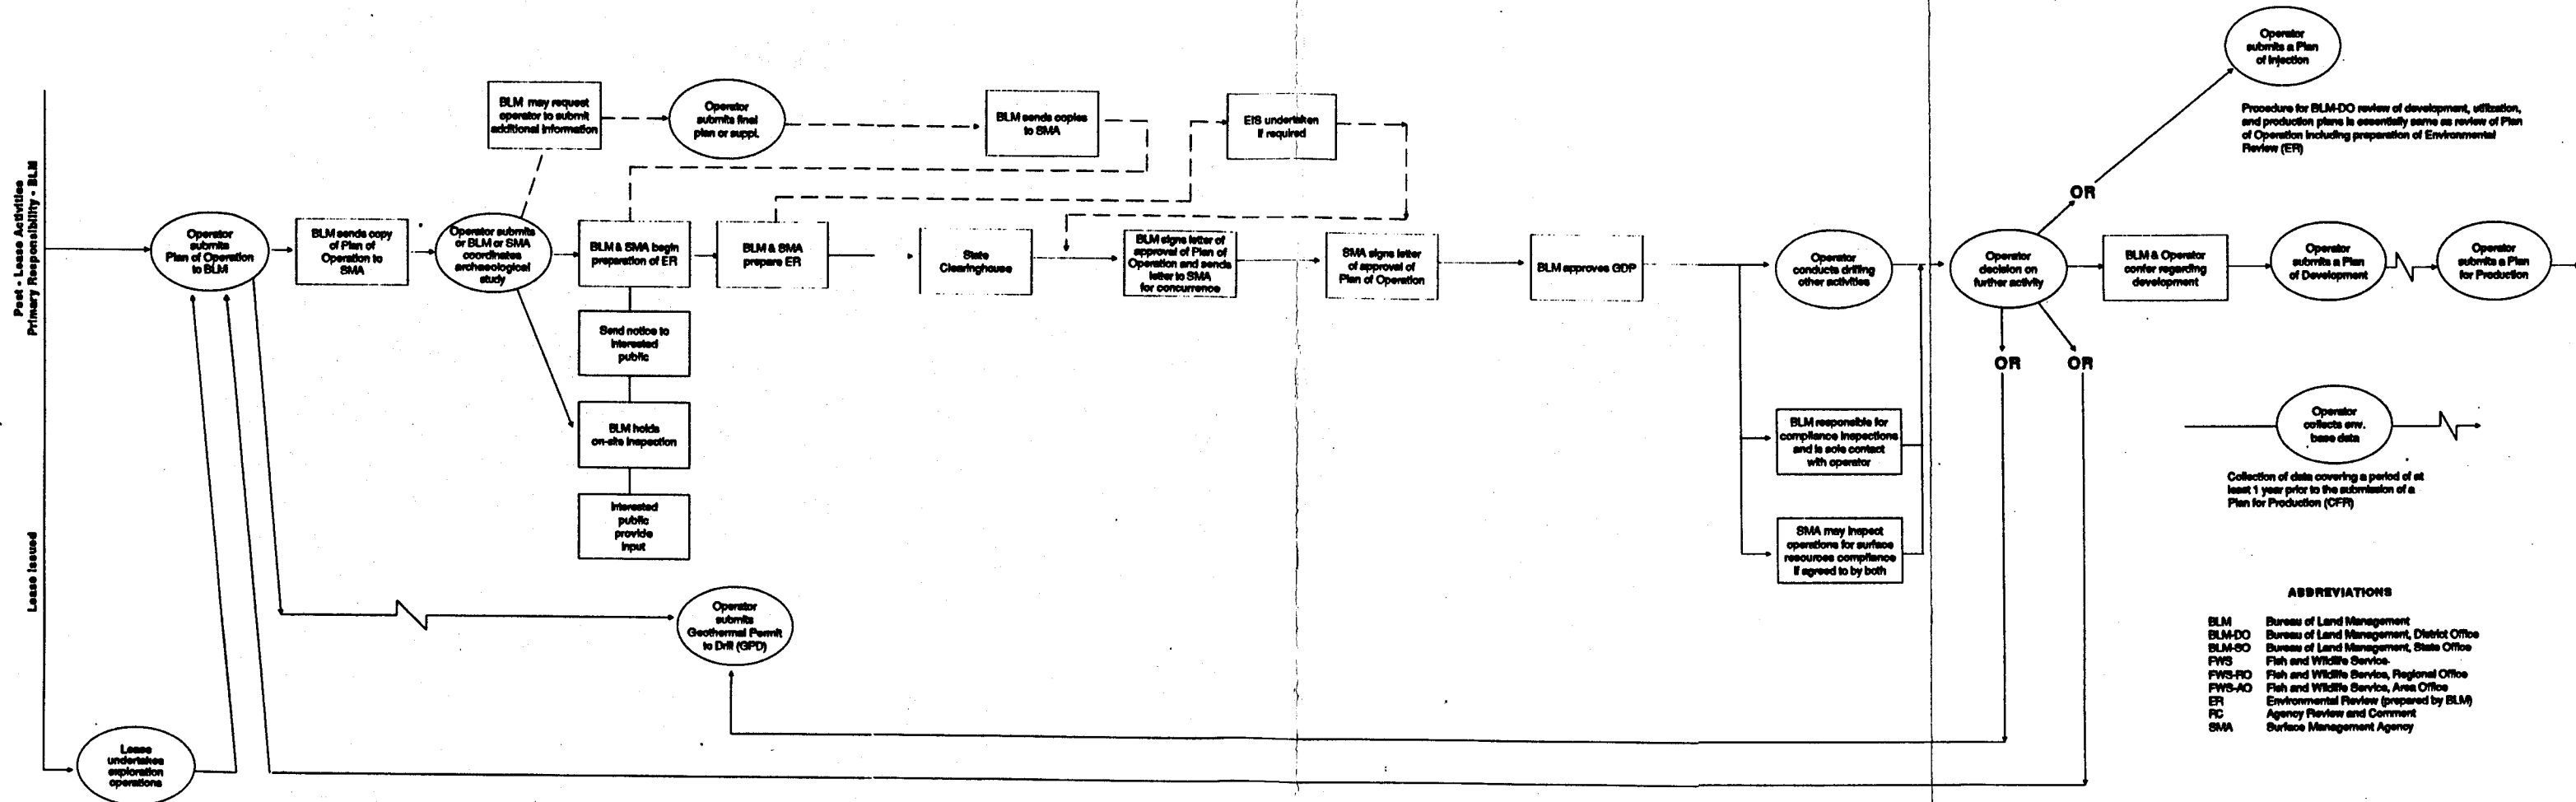 Post - Lease Activities
Primary Responsibility - BLM
Lease Issued
Operator
submits
Plan of Operation
to BLM
BLM sends copy
of Plan of
Operation to
SMA
Operator submits
or BLM or SMA
coordinates
archaeological
study
BLM may request
operator to submit
additional information
Operator
submits final
plan or suppl.
BLM sends copies
to SMA
EIS undertaken
if required
BLM & SMA begin
preparation of ER
BLM & SMA
prepare ER
State
Clearinghouse
BLM signs letter of
approval of Plan of
Operation and sends
letter to SMA
for concurrence
SMA signs letter
of approval of
Plan of Operation
BLM approves GDP
Operator
conducts drilling
other activities
Operator
decision on
further activity
BLM & Operator
confer regarding
development
Operator
submits a Plan
of Development
Operator
submits a Plan
for Production
Operator
submits a Plan
of Injection
Procedure for BLM-DO review of development, utilization,
and production plans is essentially same as review of Plan
of Operation including preparation of Environmental
Review (ER)
OR
OR
OR
Send notice to
interested
public
BLM holds
on-site inspection
Interested
public
provide
input
BLM responsible for
compliance inspections
and is sole contact
with operator
SMA may inspect
operations for surface
resources compliance
if agreed to by both
Operator
collects env.
base data
Collection of data covering a period of at
least 1 year prior to the submission of a
Plan for Production (CFR)
Operator
submits
Geothermal Permit
to Drill (GPD)
Lease
undertakes
exploration
operations
ABBREVIATIONS
BLM Bureau of Land Management
BLM-DO Bureau of Land Management, District Office
BLM-SO Bureau of Land Management, State Office
FWS Fish and Wildlife Service
FWS-RO Fish and Wildlife Service, Regional Office
FWS-AO Fish and Wildlife Service, Area Office
ER Environmental Review (prepared by BLM)
RC Agency Review and Comment
SMA Surface Management Agency